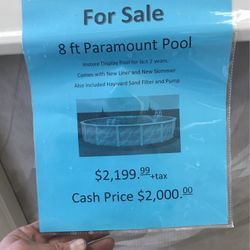 For Sale
8 ft Paramount Pool
Instore Display Pool for last 2 years.
Comes with New Liner and New Skimmer
Also included Hayward Sand Filter and Pump
$2,199.99+tax
Cash Price $2,000.00